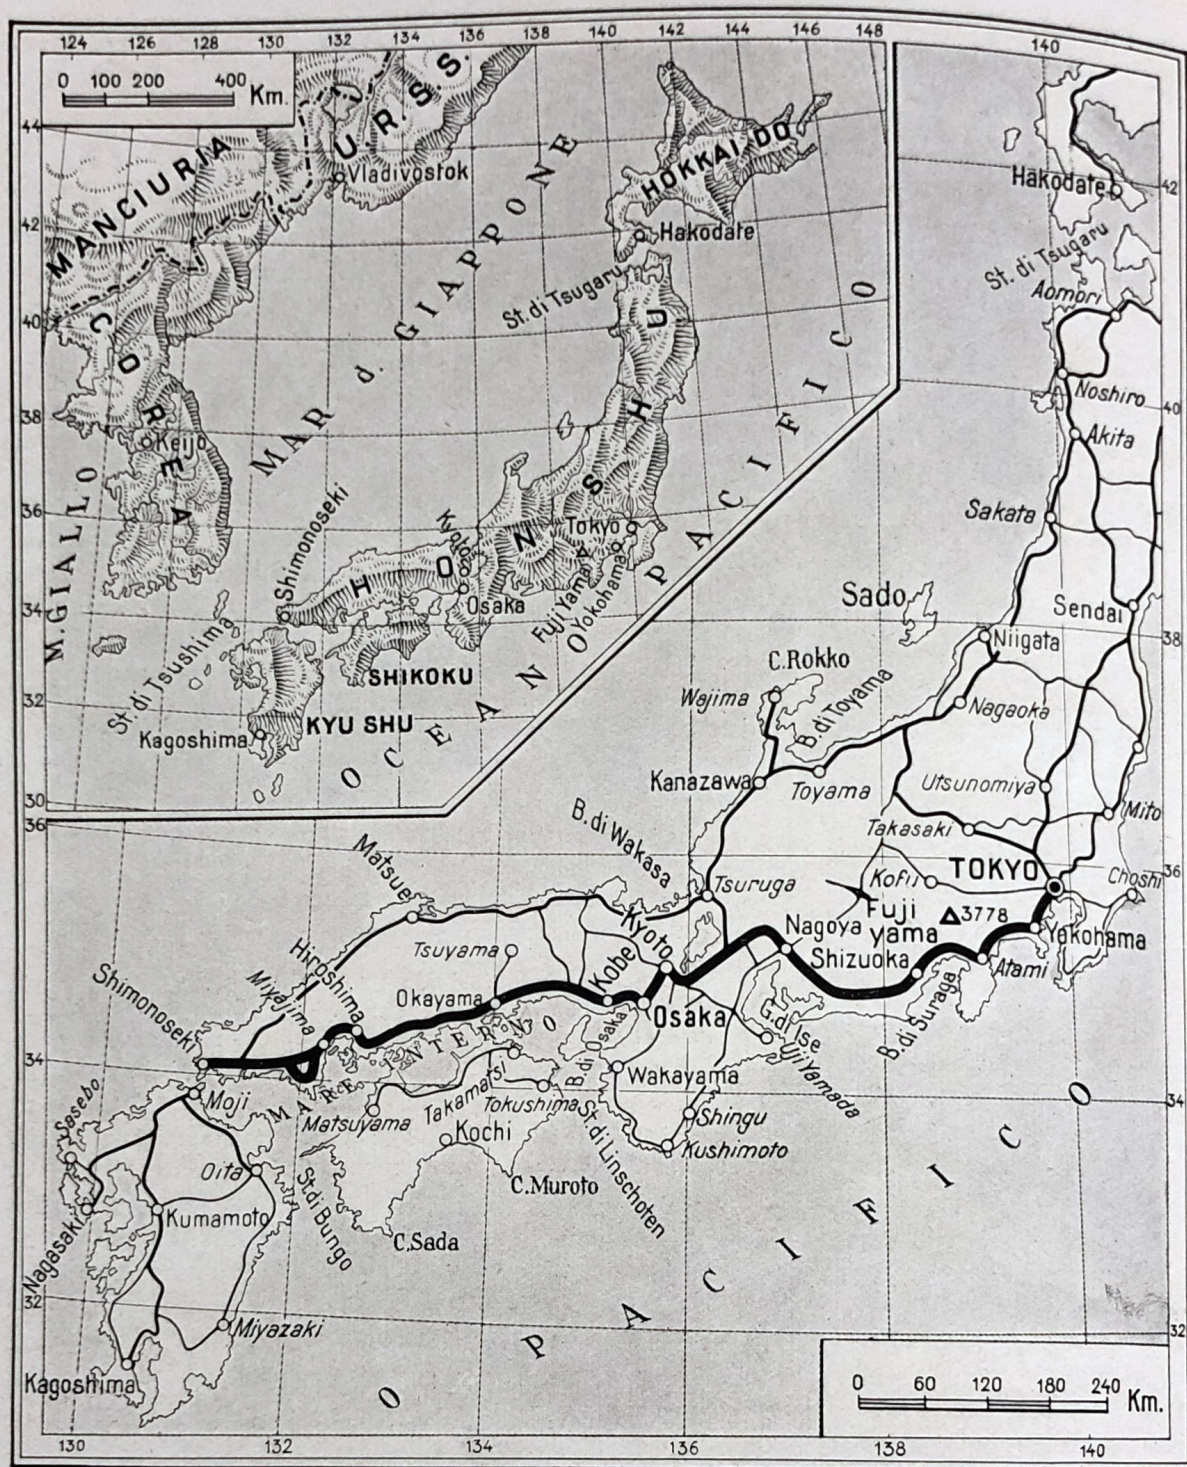 124 126 128 130 132 134 136 138 140 142 144 146 148
140
0 100 200 400 Km.
44
42
40
38
36
34
32
30
MANCIURIA
U.R.S.S.
Vladivostok
HOKKAI DO
Hakodate
St. di Tsugaru
COREA
Keijo
MAR d. GIAPPONE
M. GIALLO
HONSHU
Shimonoseki
Kyoto
Osaka
Tokyo
Fuji Yama
Yokohama
St. di Tsushima
SHIKOKU
KYU SHU
Kagoshima
OCEANO PACIFICO
Hakodate
42
St. di Tsugaru
Aomori
Noshiro
40
Akita
Sakata
Sado
Sendai
38
Niigata
C. Rokko
Wajima
B. di Toyama
Nagaoka
Kanazawa
Toyama
Utsunomiya
Mito
36
B. di Wakasa
Takasaki
Matsue
Tsuruga
Kofu
TOKYO
Choshi
36
Fuji yama
3778
Kyoto
Nagoya
Yakohama
Tsuyama
Kobe
Shizuoka
Atami
Hiroshima
Miyajima
Shimonoseki
Okayama
Osaka
G. di Ise
B. di Suraga
MARE INTERNO
B. di Osaka
Uji Yamada
34
Sasebo
Moji
Takamatsi
Wakayama
34
Matsuyama
Tokushima
Shingu
Kochi
Kushimoto
Oita
St. di Linschoten
St. di Bungo
C. Muroto
Nagasaki
Kumamoto
C. Sada
32
Miyazaki
32
Kagoshima
O PACIFICO
0 60 120 180 240 Km.
130 132 134 136 138 140